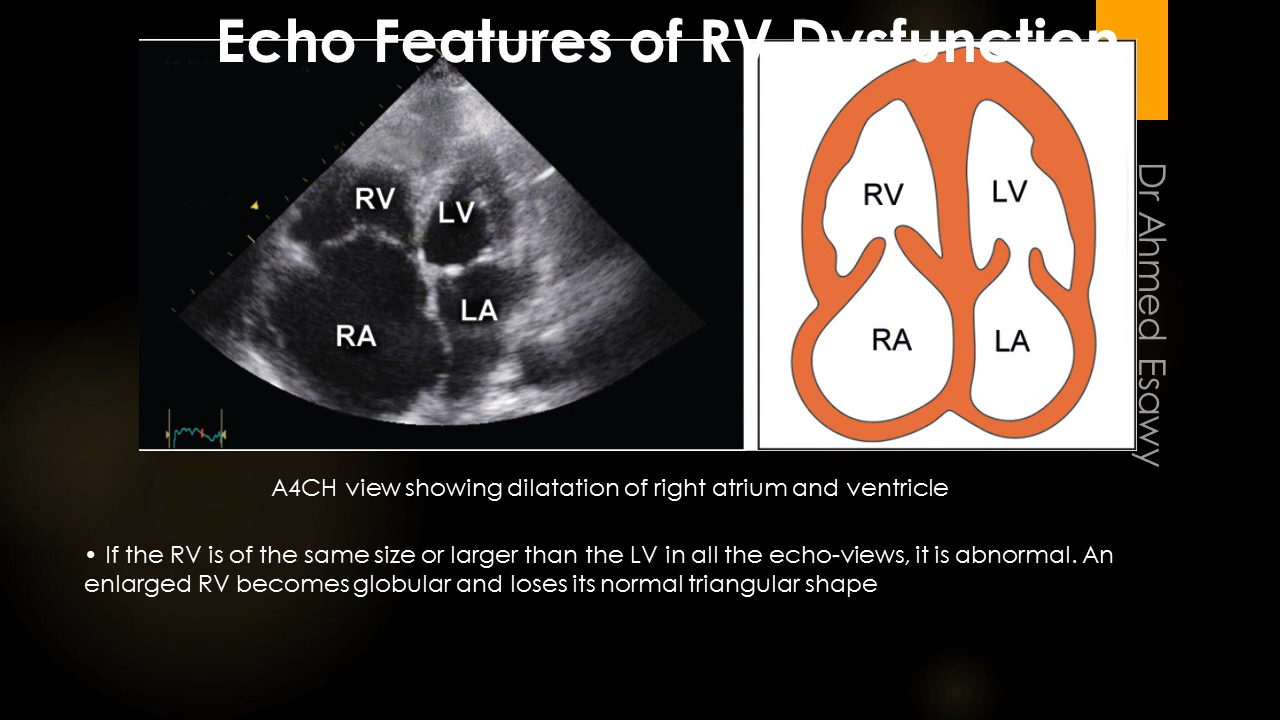 Echo Features of RV Dysfunction
RV
LV
RA
LA
RV
LV
RA
LA
Dr Ahmed Esawy
A4CH view showing dilatation of right atrium and ventricle
• If the RV is of the same size or larger than the LV in all the echo-views, it is abnormal. An
enlarged RV becomes globular and loses its normal triangular shape